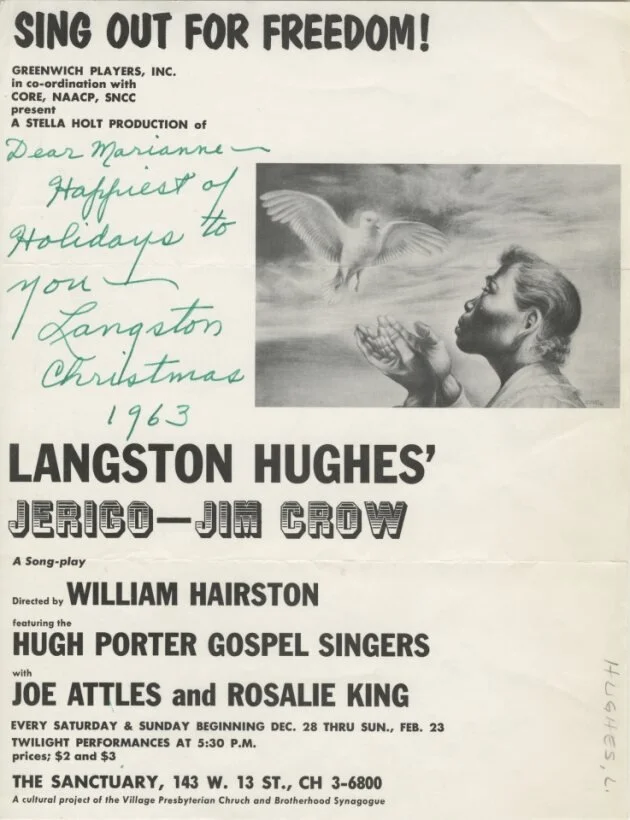 SING OUT FOR FREEDOM!
GREENWICH PLAYERS, INC.
in co-ordination with
CORE, NAACP, SNCC
present
A STELLA HOLT PRODUCTION of
Dear Marianne—
Happiest of
Holidays to
you —
Langston
Christmas
1963
LANGSTON HUGHES'
JERICO—JIM CROW
A Song-play
Directed by WILLIAM HAIRSTON
featuring the
HUGH PORTER GOSPEL SINGERS
with
JOE ATTLES and ROSALIE KING
EVERY SATURDAY & SUNDAY BEGINNING DEC. 28 THRU SUN., FEB. 23
TWILIGHT PERFORMANCES AT 5:30 P.M.
prices; $2 and $3
THE SANCTUARY, 143 W. 13 ST., CH 3-6800
A cultural project of the Village Presbyterian Chruch and Brotherhood Synagogue
HUGHES, L.